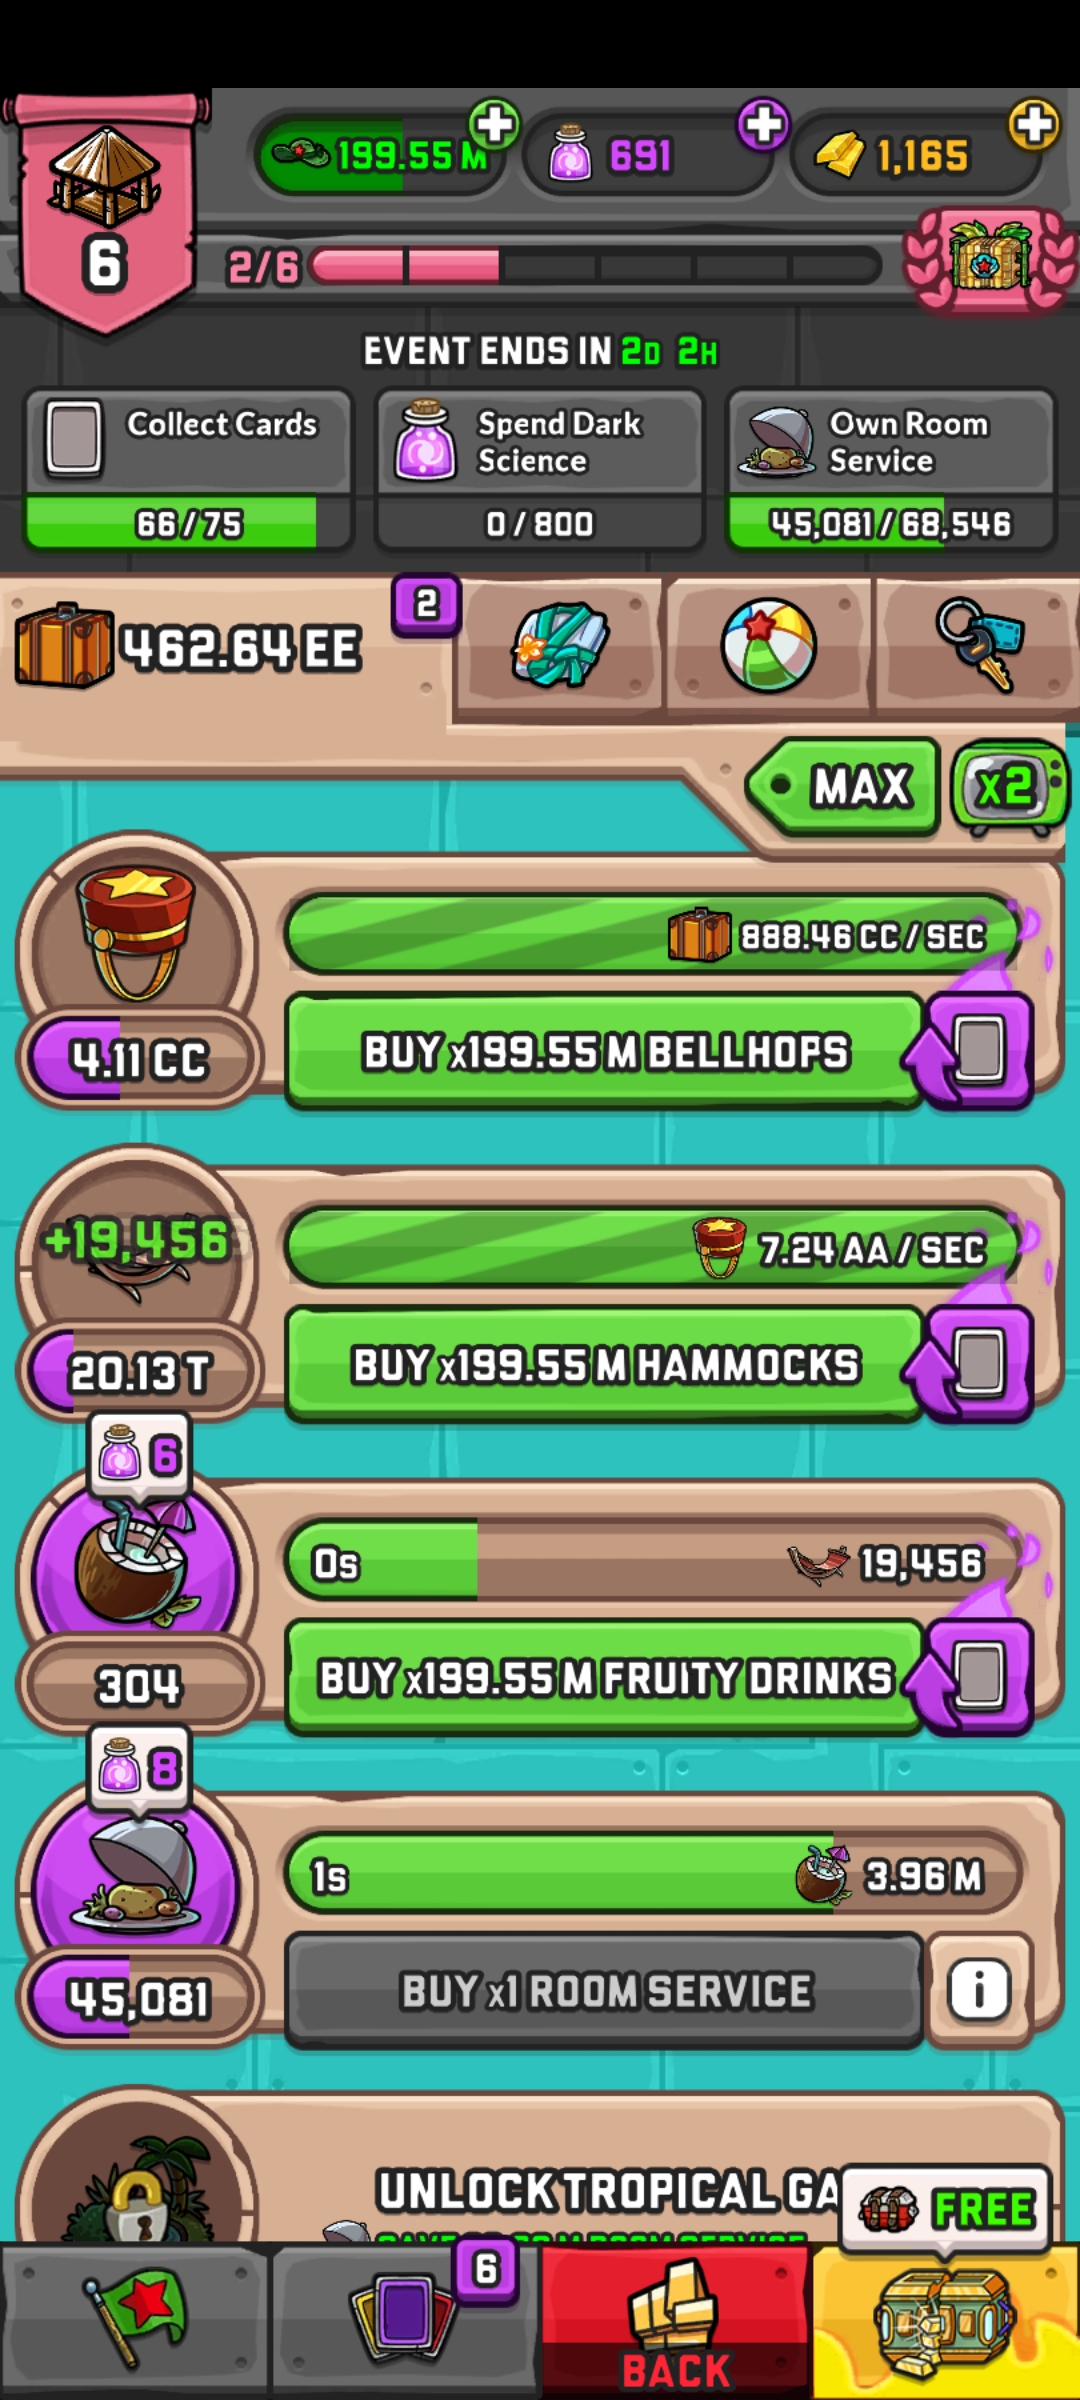 199.55 M
691
1,165
6
2/6
EVENT ENDS IN 2D 2H
Collect Cards
66/75
Spend Dark
Science
0/800
Own Room
Service
45,081/68,546
462.64 EE
2
MAX
x2
888.46 CC / SEC
4.11 CC
BUY x199.55 M BELLHOPS
+19,456
7.24 AA / SEC
20.13 T
BUY x199.55 M HAMMOCKS
6
0s
19,456
304
BUY x199.55 M FRUITY DRINKS
8
1s
3.96 M
45,081
BUY x1 ROOM SERVICE
i
UNLOCK TROPICAL GA
FREE
6
BACK